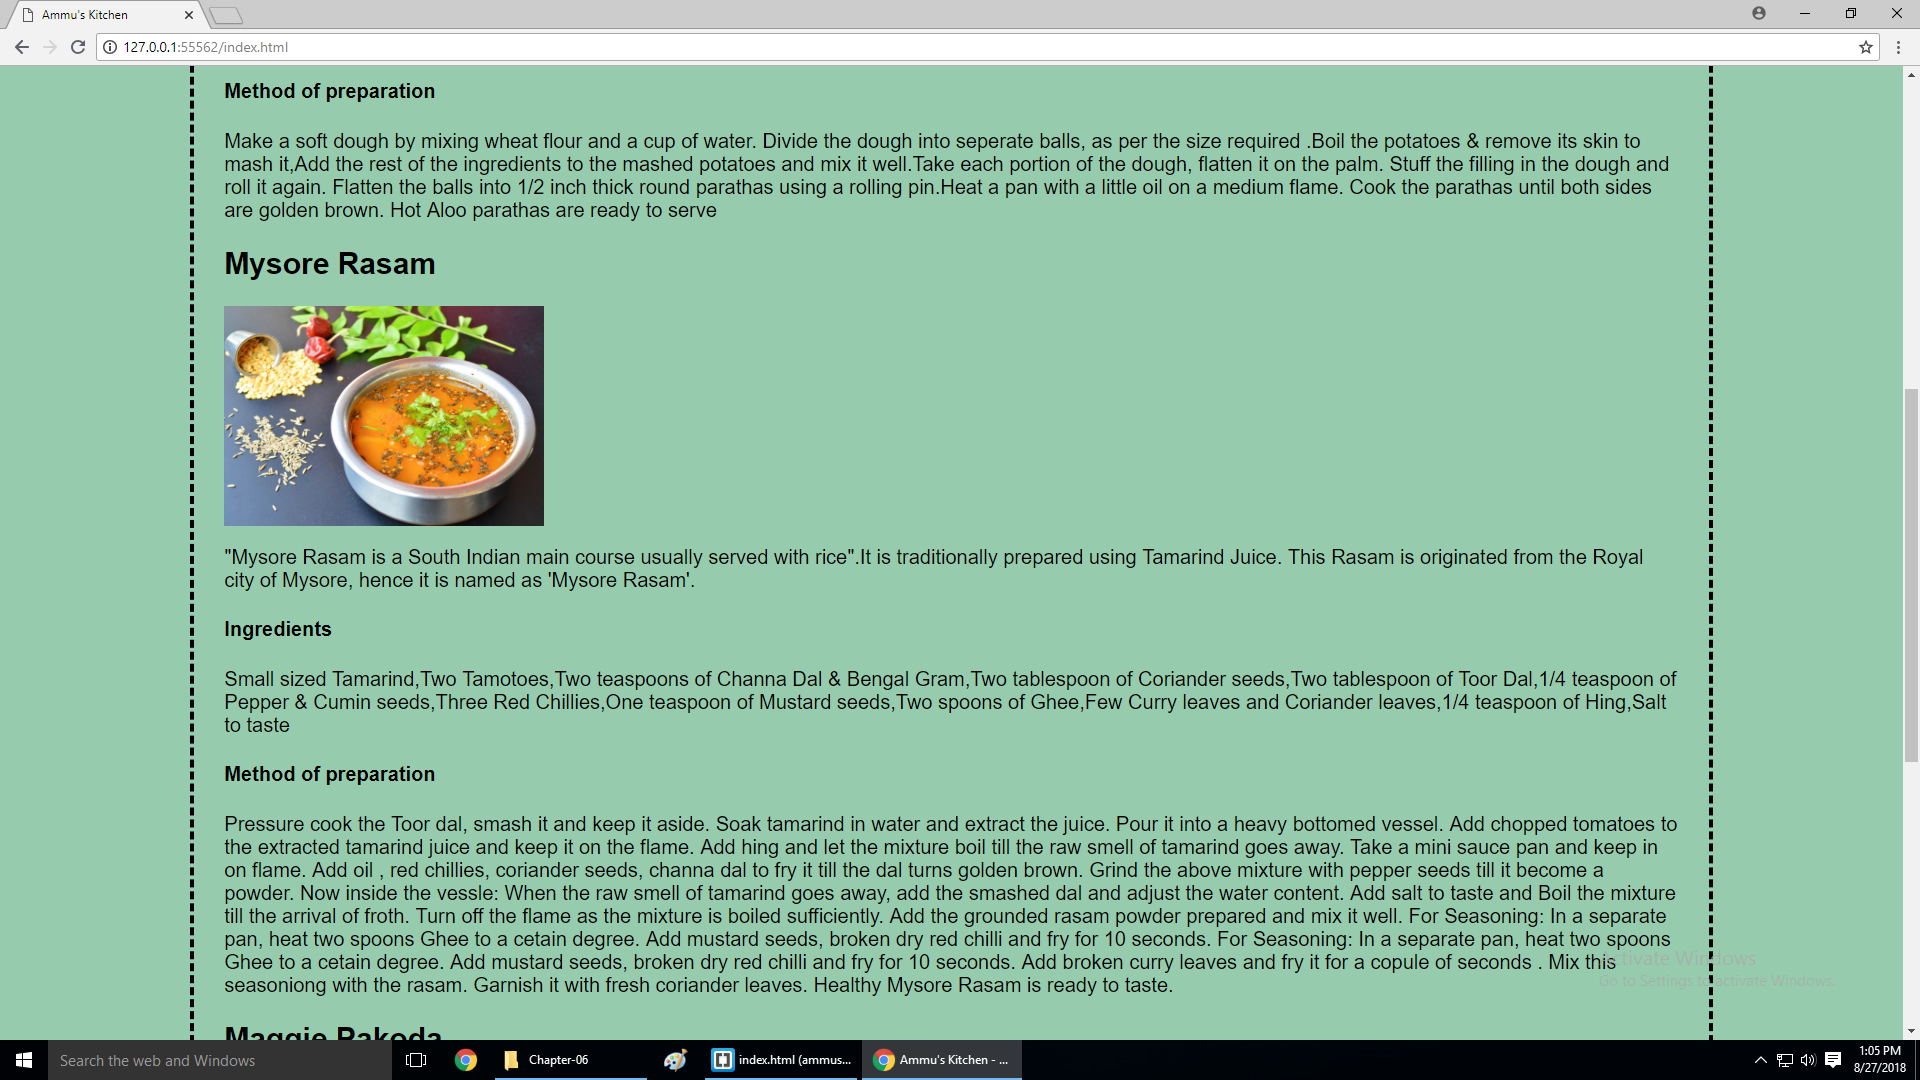 Ammu's Kitchen
127.0.0.1:55562/index.html
Method of preparation
Make a soft dough by mixing wheat flour and a cup of water. Divide the dough into seperate balls, as per the size required .Boil the potatoes & remove its skin to
mash it,Add the rest of the ingredients to the mashed potatoes and mix it well.Take each portion of the dough, flatten it on the palm. Stuff the filling in the dough and
roll it again. Flatten the balls into 1/2 inch thick round parathas using a rolling pin.Heat a pan with a little oil on a medium flame. Cook the parathas until both sides
are golden brown. Hot Aloo parathas are ready to serve
Mysore Rasam
"Mysore Rasam is a South Indian main course usually served with rice".It is traditionally prepared using Tamarind Juice. This Rasam is originated from the Royal
city of Mysore, hence it is named as 'Mysore Rasam'.
Ingredients
Small sized Tamarind,Two Tamotoes,Two teaspoons of Channa Dal & Bengal Gram,Two tablespoon of Coriander seeds,Two tablespoon of Toor Dal,1/4 teaspoon of
Pepper & Cumin seeds,Three Red Chillies,One teaspoon of Mustard seeds,Two spoons of Ghee,Few Curry leaves and Coriander leaves,1/4 teaspoon of Hing,Salt
to taste
Method of preparation
Pressure cook the Toor dal, smash it and keep it aside. Soak tamarind in water and extract the juice. Pour it into a heavy bottomed vessel. Add chopped tomatoes to
the extracted tamarind juice and keep it on the flame. Add hing and let the mixture boil till the raw smell of tamarind goes away. Take a mini sauce pan and keep in
on flame. Add oil , red chillies, coriander seeds, channa dal to fry it till the dal turns golden brown. Grind the above mixture with pepper seeds till it become a
powder. Now inside the vessle: When the raw smell of tamarind goes away, add the smashed dal and adjust the water content. Add salt to taste and Boil the mixture
till the arrival of froth. Turn off the flame as the mixture is boiled sufficiently. Add the grounded rasam powder prepared and mix it well. For Seasoning: In a separate
pan, heat two spoons Ghee to a cetain degree. Add mustard seeds, broken dry red chilli and fry for 10 seconds. For Seasoning: In a separate pan, heat two spoons
Ghee to a cetain degree. Add mustard seeds, broken dry red chilli and fry for 10 seconds. Add broken curry leaves and fry it for a copule of seconds . Mix this
seasoniong with the rasam. Garnish it with fresh coriander leaves. Healthy Mysore Rasam is ready to taste.
Activate Windows
Go to Settings to activate Windows.
Maggie Pakoda
Search the web and Windows
Chapter-06
index.html (ammus...
Ammu's Kitchen - ...
1:05 PM
8/27/2018